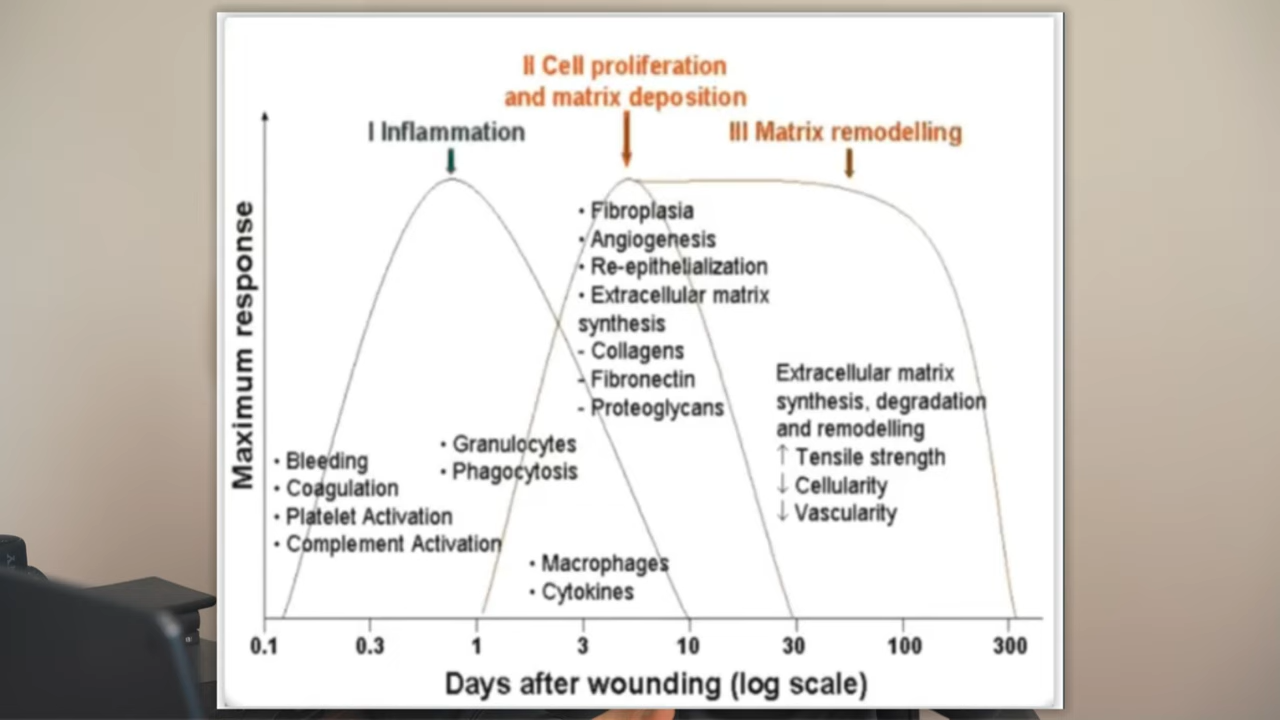 II Cell proliferation
and matrix deposition
I Inflammation
III Matrix remodelling
Maximum response
• Fibroplasia
• Angiogenesis
• Re-epithelialization
• Extracellular matrix
synthesis
- Collagens
- Fibronectin
- Proteoglycans
• Granulocytes
• Phagocytosis
• Bleeding
• Coagulation
• Platelet Activation
• Complement Activation
• Macrophages
• Cytokines
Extracellular matrix
synthesis, degradation
and remodelling
↑ Tensile strength
↓ Cellularity
↓ Vascularity
0.1 0.3 1 3 10 30 100 300
Days after wounding (log scale)